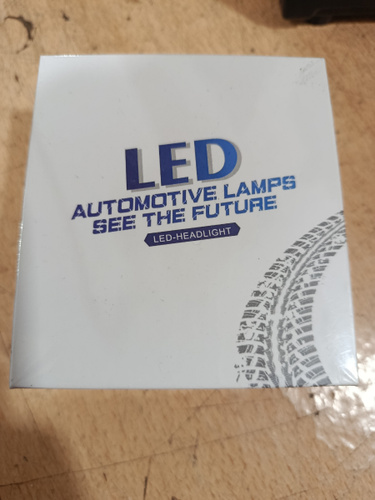 LED
AUTOMOTIVE LAMPS
SEE THE FUTURE
LED-HEADLIGHT